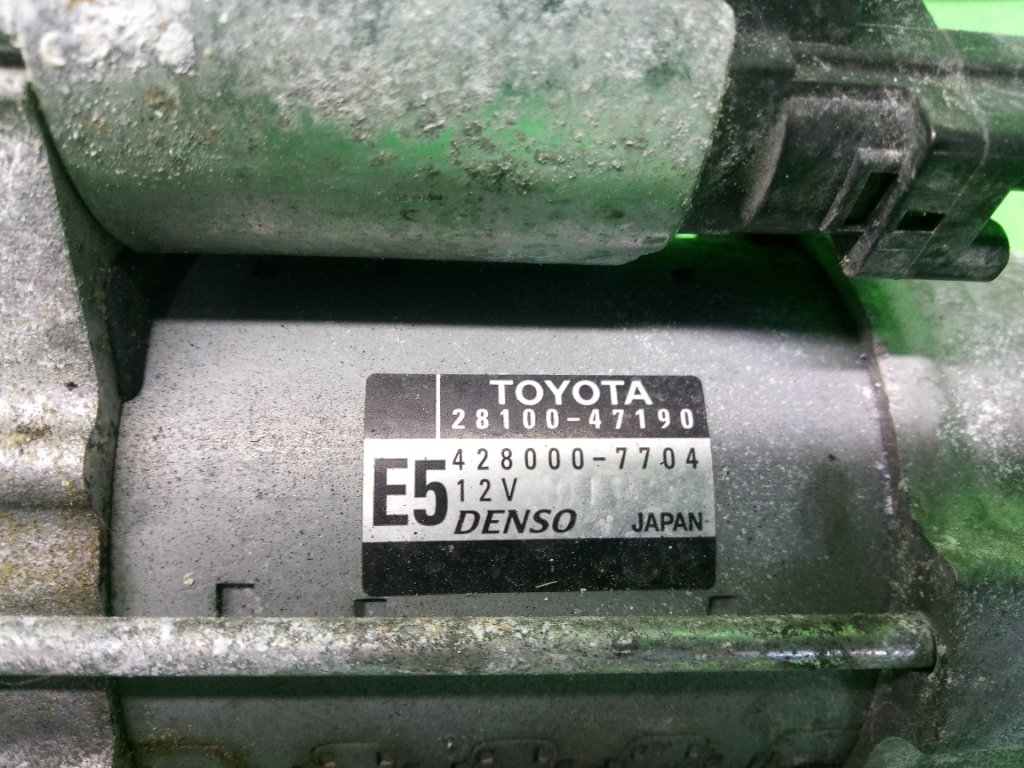 TOYOTA
28100-47190
428000-7704
E5
12V
DENSO JAPAN